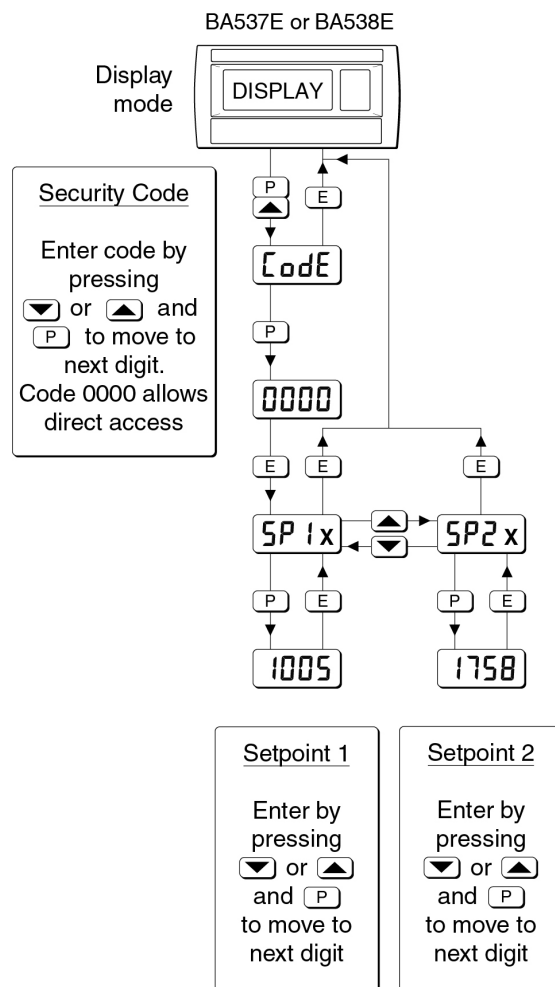 BA537E or BA538E
Display
mode
DISPLAY
P
E
Security Code
Enter code by
pressing
or and
P to move to
next digit.
Code 0000 allows
direct access
CodE
P
0000
E E E
SP1x SP2x
P E P E
1005 1758
Setpoint 1
Enter by
pressing
or
and P
to move to
next digit
Setpoint 2
Enter by
pressing
or
and P
to move to
next digit